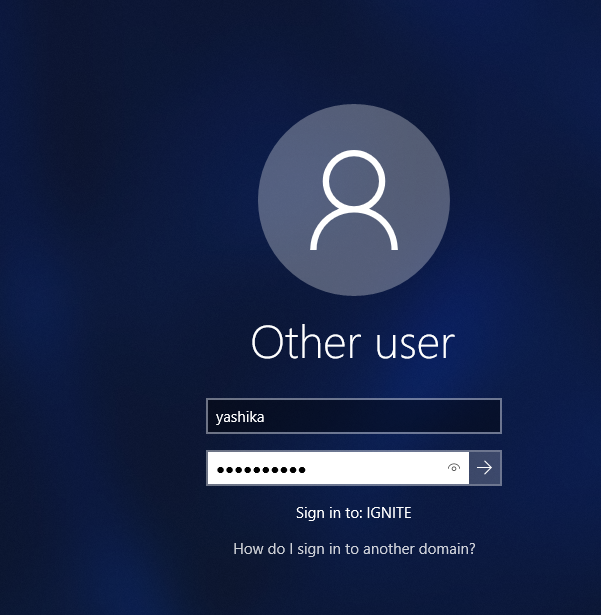 Other user
yashika
●●●●●●●●●●
Sign in to: IGNITE
How do I sign in to another domain?